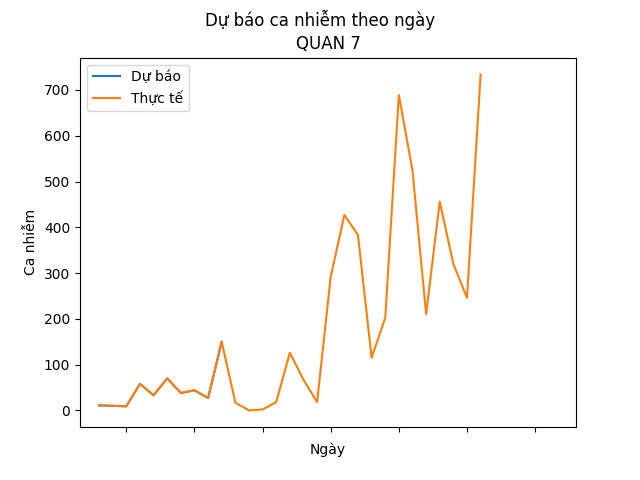 Dự báo ca nhiễm theo ngày
QUAN 7
Dự báo
Thực tế
700
600
500
400
300
200
100
0
Ca nhiễm
Ngày